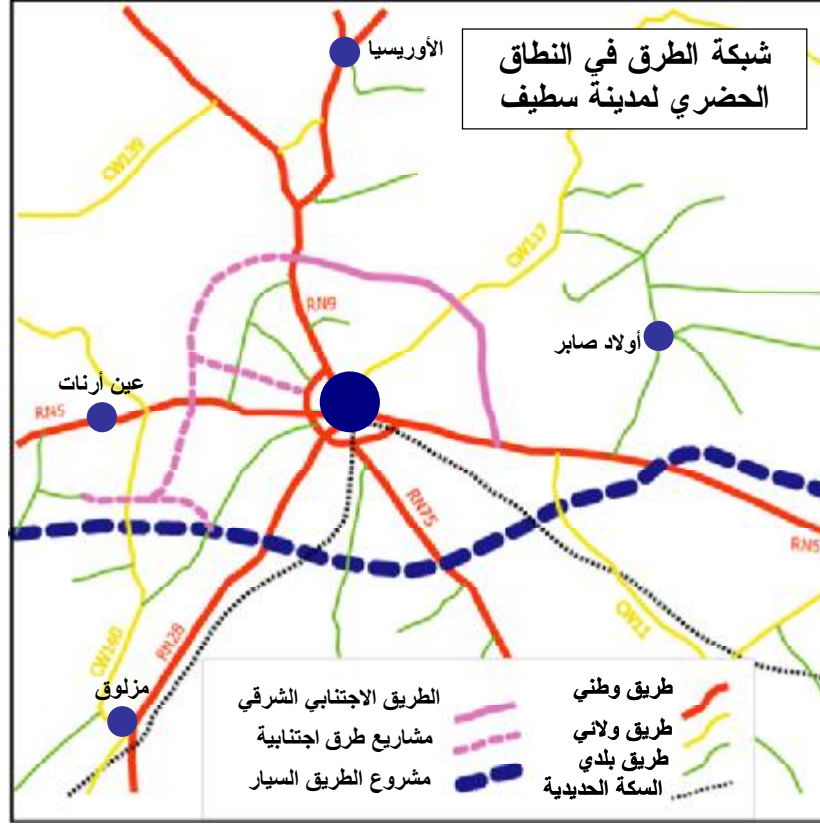 شبكة الطرق في النطاق
الحضري لمدينة سطيف
الأوريسيا
CW139
CW117
RN9
أولاد صابر
عين أرنات
RN5
RN75
RN5
CW11
CW140
RN28
مزلوق
طريق وطني
طريق ولائي
طريق بلدي
السكة الحديدية
الطريق الاجتنابي الشرقي
مشاريع طرق اجتنابية
مشروع الطريق السيار